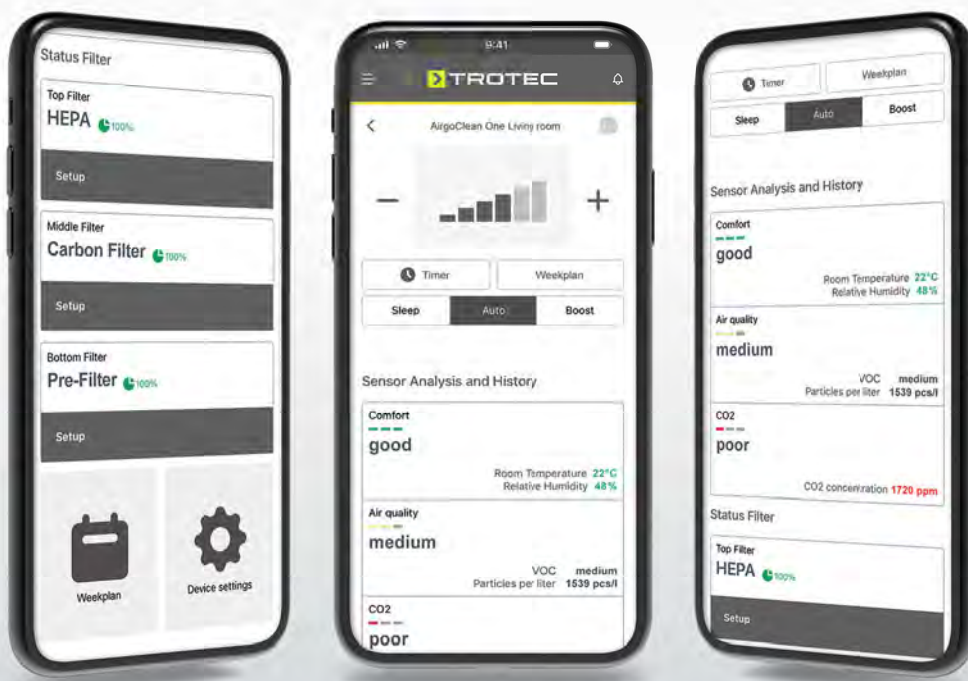 Status Filter
Top Filter
HEPA 100%
Setup
Middle Filter
Carbon Filter 100%
Setup
Bottom Filter
Pre-Filter 100%
Setup
Weekplan
Device settings
9:41
TROTEC
AirgoClean One Living room
Timer
Weekplan
Sleep
Auto
Boost
Sensor Analysis and History
Comfort
good
Room Temperature 22°C
Relative Humidity 48%
Air quality
medium
VOC medium
Particles per liter 1539 pcs/l
CO2
poor
Timer
Weekplan
Sleep
Auto
Boost
Sensor Analysis and History
Comfort
good
Room Temperature 22°C
Relative Humidity 48%
Air quality
medium
VOC medium
Particles per liter 1539 pcs/l
CO2
poor
CO2 concentration 1720 ppm
Status Filter
Top Filter
HEPA 100%
Setup